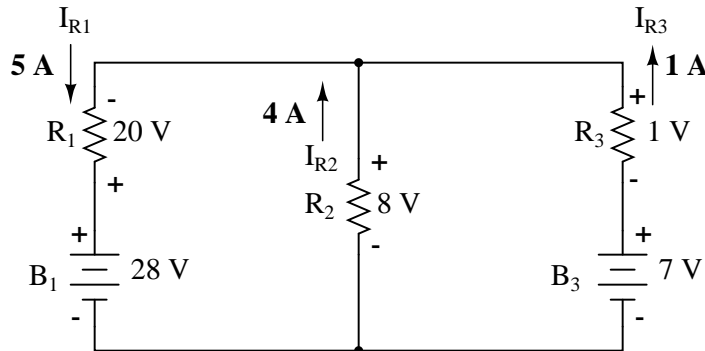 I_R1
5 A
-
R_1
20 V
+
+
B_1
28 V
-
4 A
I_R2
+
R_2
8 V
-
I_R3
1 A
+
R_3
1 V
-
+
B_3
7 V
-